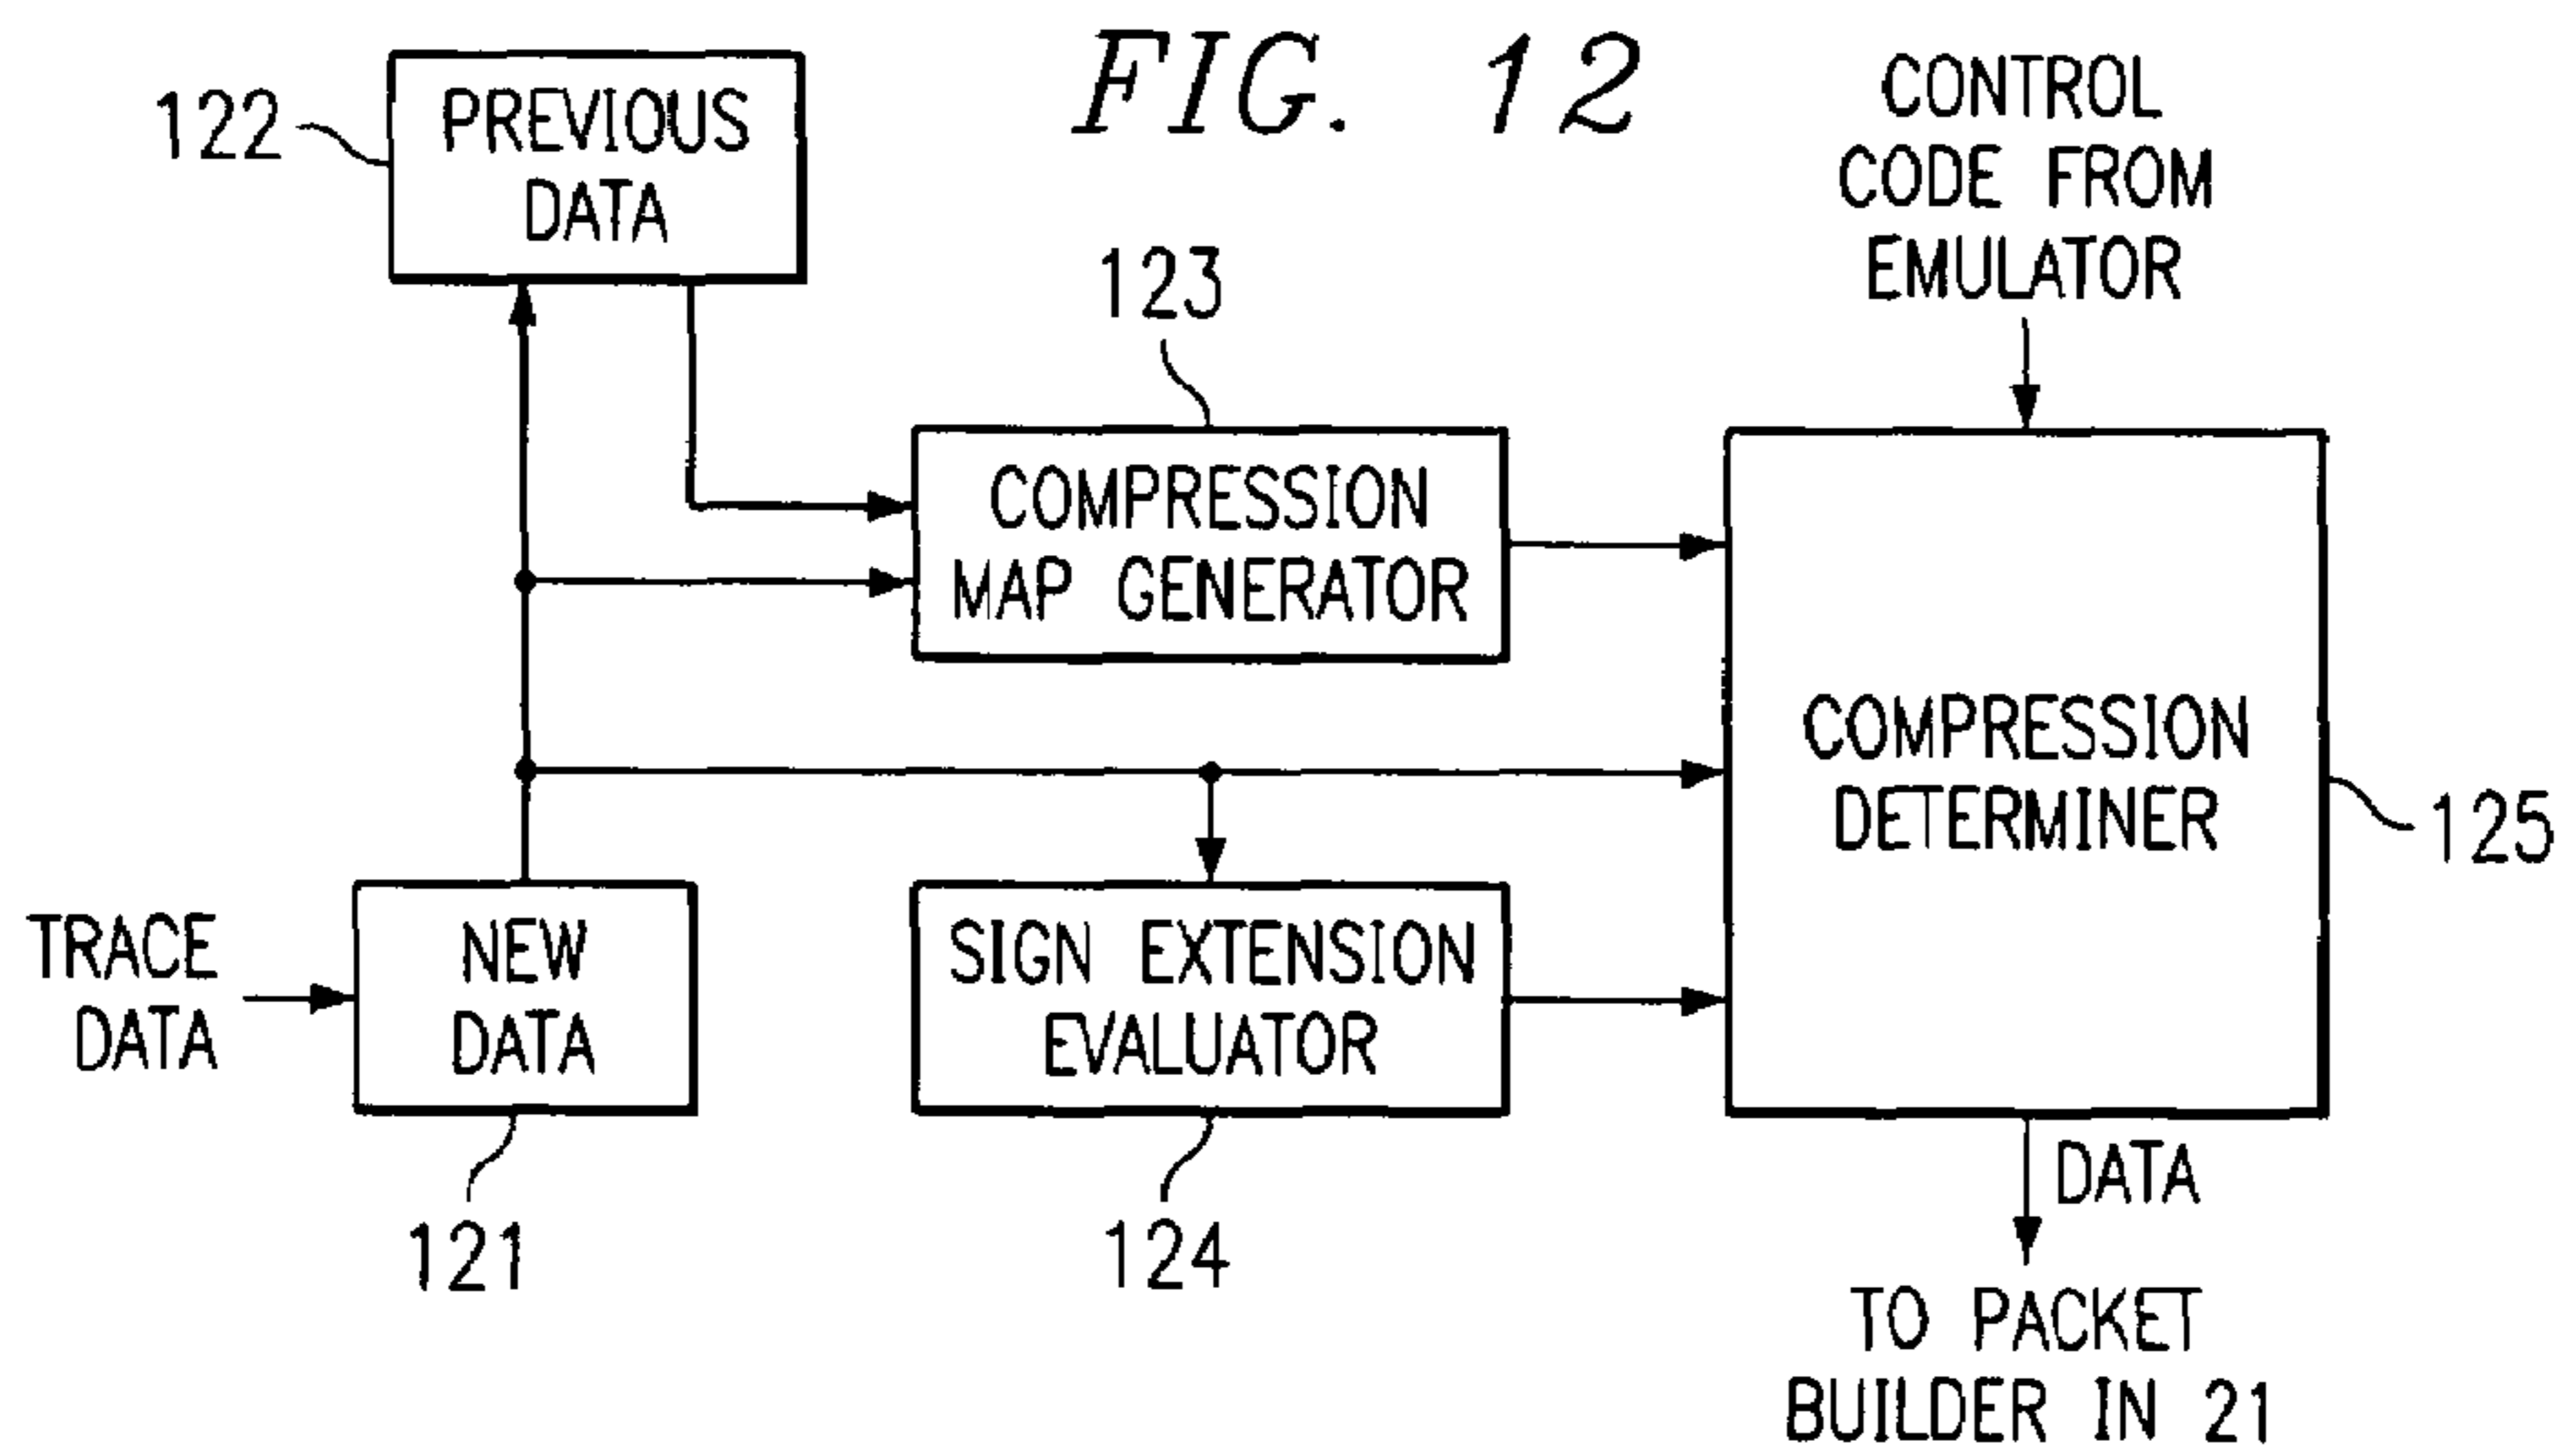 FIG. 12
122
PREVIOUS
DATA
CONTROL
CODE FROM
EMULATOR
123
COMPRESSION
MAP GENERATOR
COMPRESSION
DETERMINER
125
TRACE
DATA
NEW
DATA
121
SIGN EXTENSION
EVALUATOR
124
DATA
TO PACKET
BUILDER IN 21